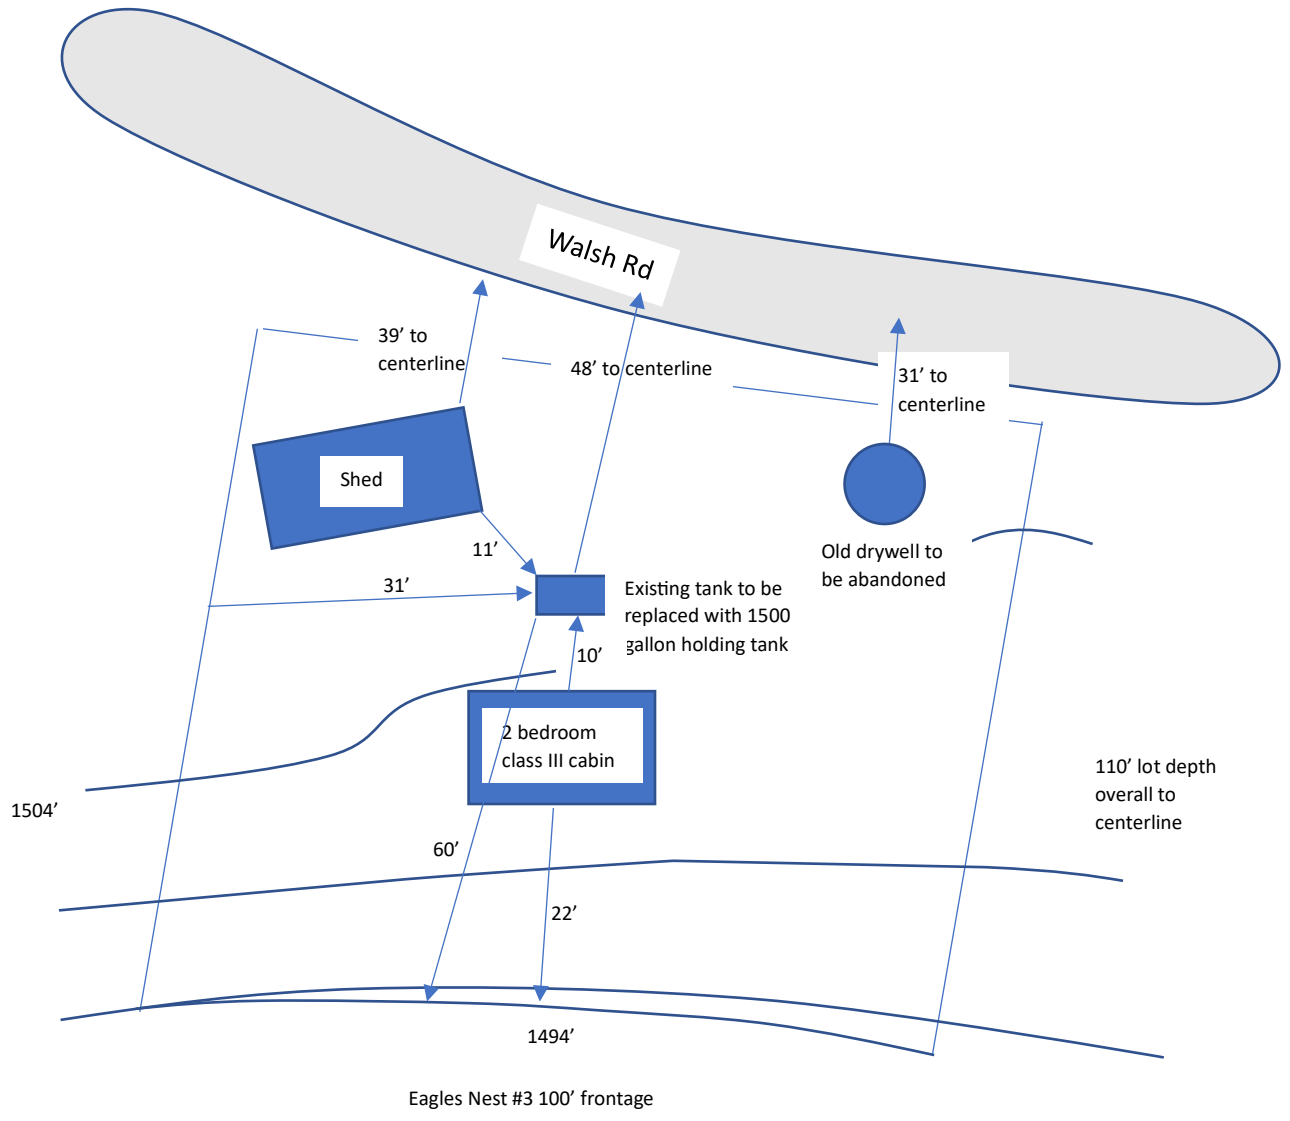 Walsh Rd
39’ to
centerline
48’ to centerline
31’ to
centerline
Shed
11’
Old drywell to
be abandoned
31’
Existing tank to be
replaced with 1500
gallon holding tank
10’
2 bedroom
class III cabin
110’ lot depth
overall to
centerline
1504’
60’
22’
1494’
Eagles Nest #3 100’ frontage